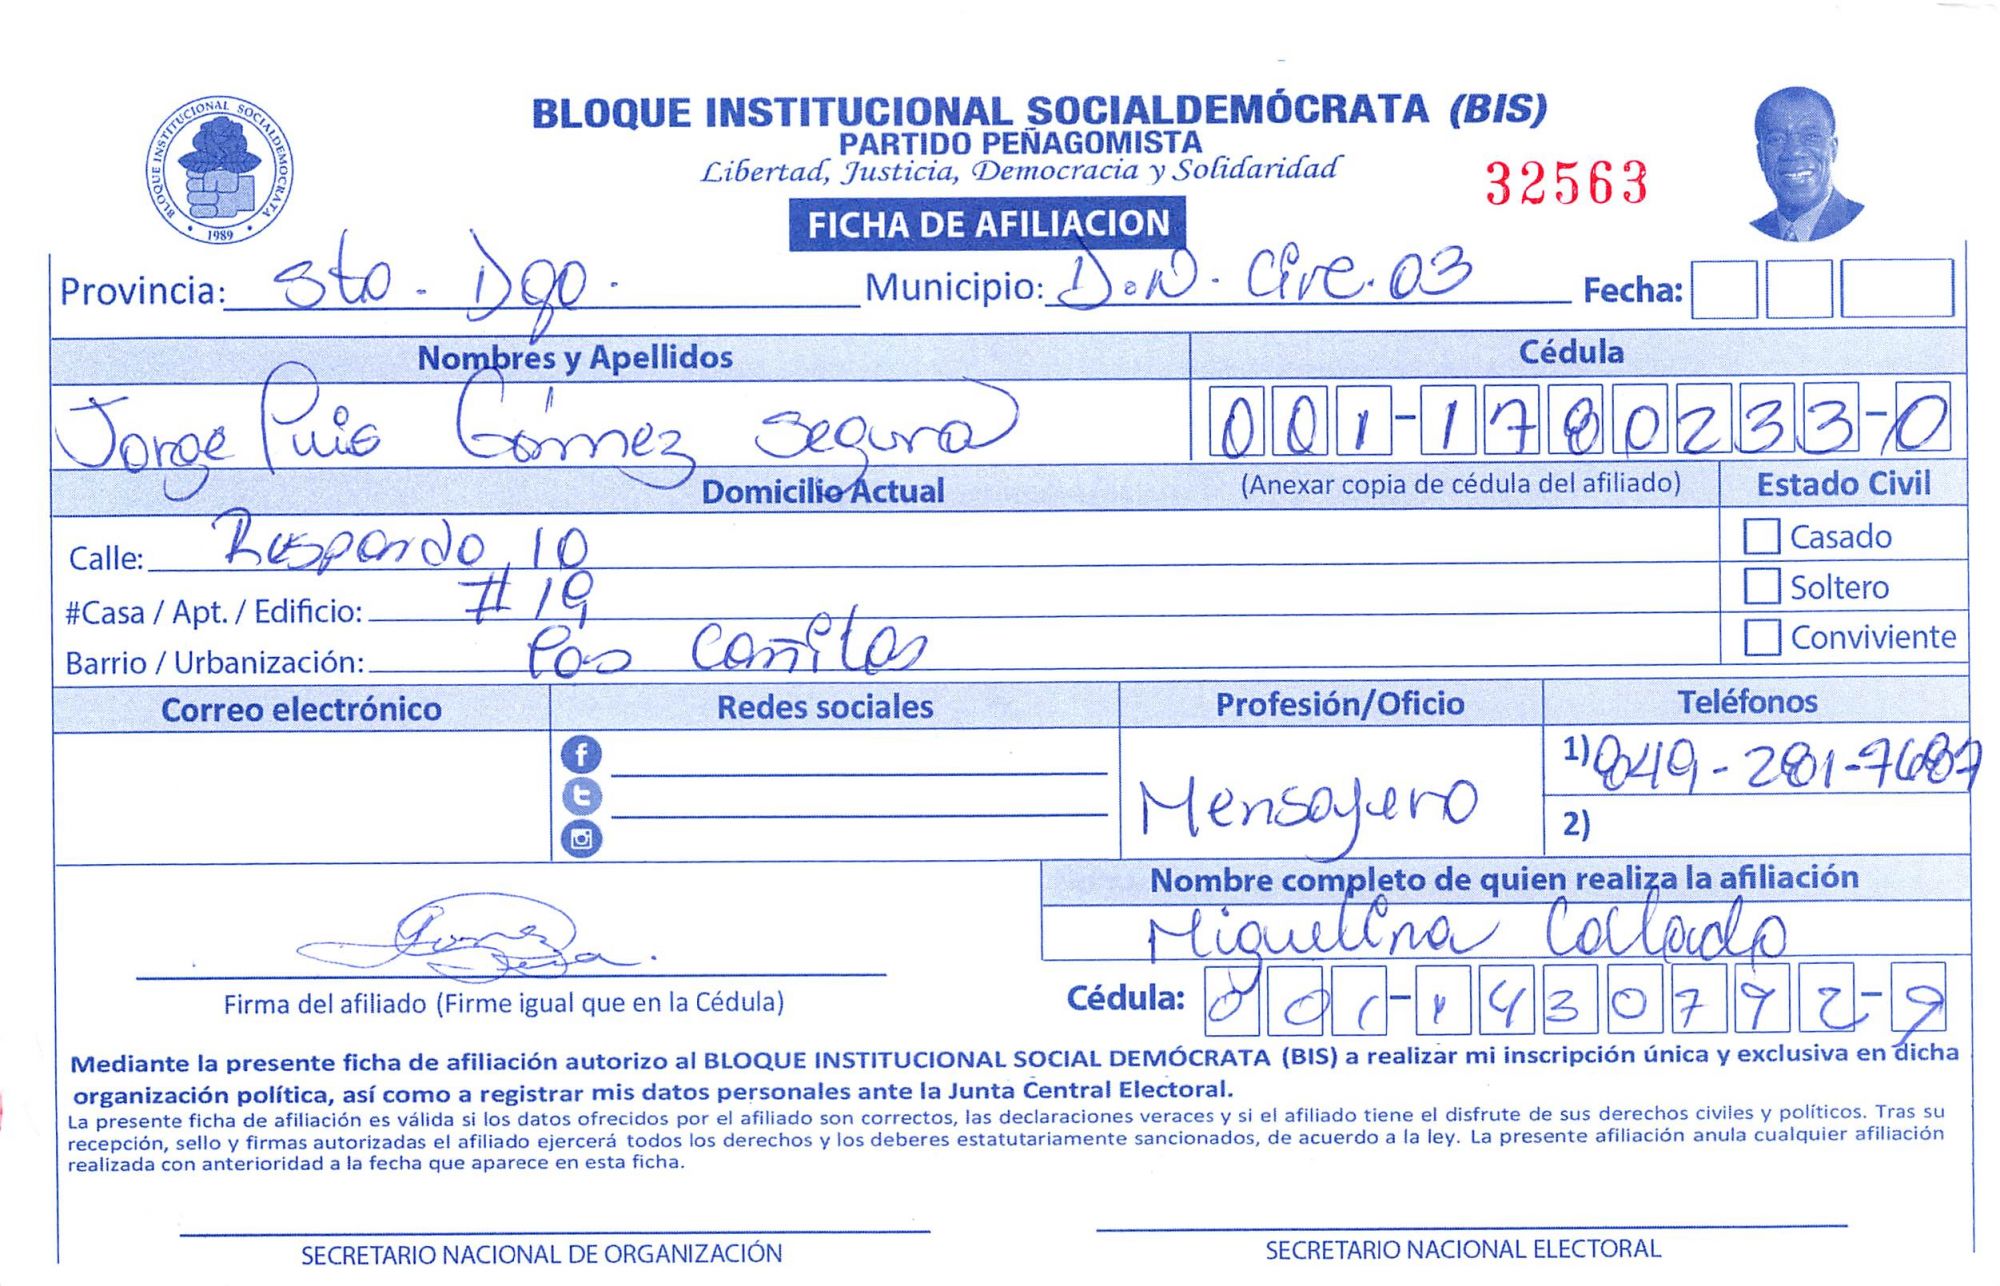 BLOQUE INSTITUCIONAL SOCIALDEMÓCRATA (BIS)
PARTIDO PEÑAGOMISTA
Libertad, Justicia, Democracia y Solidaridad
32563
BLOQUE INSTITUCIONAL SOCIALDEMOCRATA
1989
FICHA DE AFILIACION
Provincia: Sto. Dgo. Municipio: D.N. Circ. 03 Fecha:
Nombres y Apellidos Cédula
Jorge Luis Gómez Segura 001-1780233-0
Domicilio Actual (Anexar copia de cédula del afiliado) Estado Civil
Calle: Respardo 10 Casado
#Casa / Apt. / Edificio: #19 Soltero
Barrio / Urbanización: Los Cañitas Conviviente
Correo electrónico Redes sociales Profesión/Oficio Teléfonos
Mensajero 1) 849-281-7687
2)
Nombre completo de quien realiza la afiliación
Miguelina Collado
Firma del afiliado (Firme igual que en la Cédula) Cédula: 001-1430792-9
Mediante la presente ficha de afiliación autorizo al BLOQUE INSTITUCIONAL SOCIAL DEMÓCRATA (BIS) a realizar mi inscripción única y exclusiva en dicha
organización política, así como a registrar mis datos personales ante la Junta Central Electoral.
La presente ficha de afiliación es válida si los datos ofrecidos por el afiliado son correctos, las declaraciones veraces y si el afiliado tiene el disfrute de sus derechos civiles y políticos. Tras su
recepción, sello y firmas autorizadas el afiliado ejercerá todos los derechos y los deberes estatutariamente sancionados, de acuerdo a la ley. La presente afiliación anula cualquier afiliación
realizada con anterioridad a la fecha que aparece en esta ficha.
SECRETARIO NACIONAL DE ORGANIZACIÓN SECRETARIO NACIONAL ELECTORAL